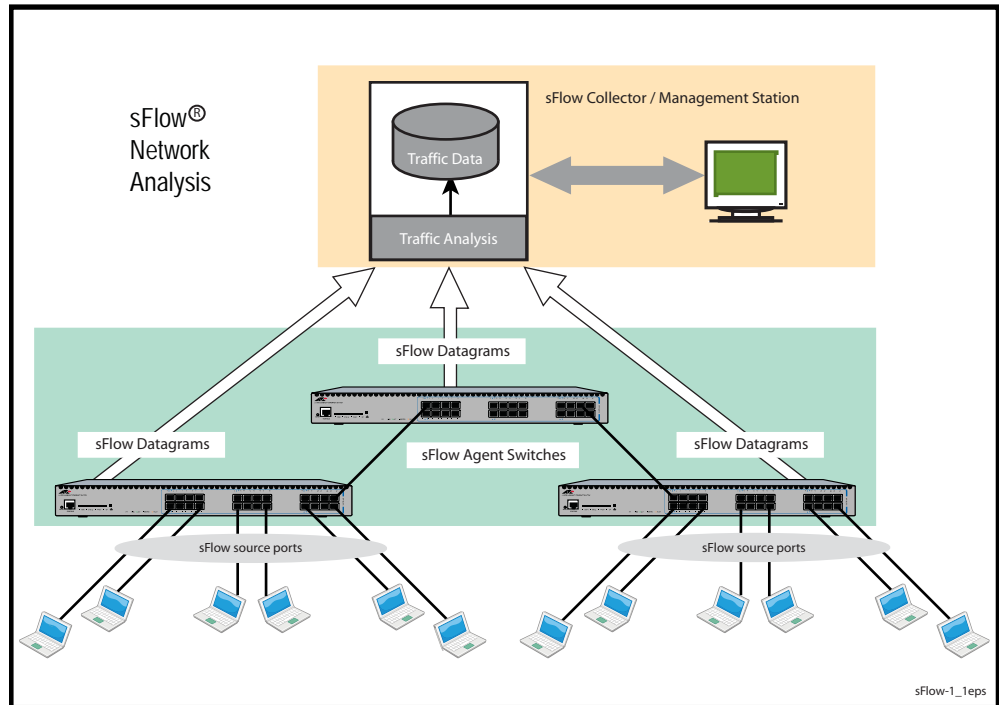 sFlow®
Network
Analysis
sFlow Collector / Management Station
Traffic Data
Traffic Analysis
sFlow Datagrams
sFlow Datagrams
sFlow Agent Switches
sFlow Datagrams
sFlow source ports
sFlow source ports
sFlow-1_1eps